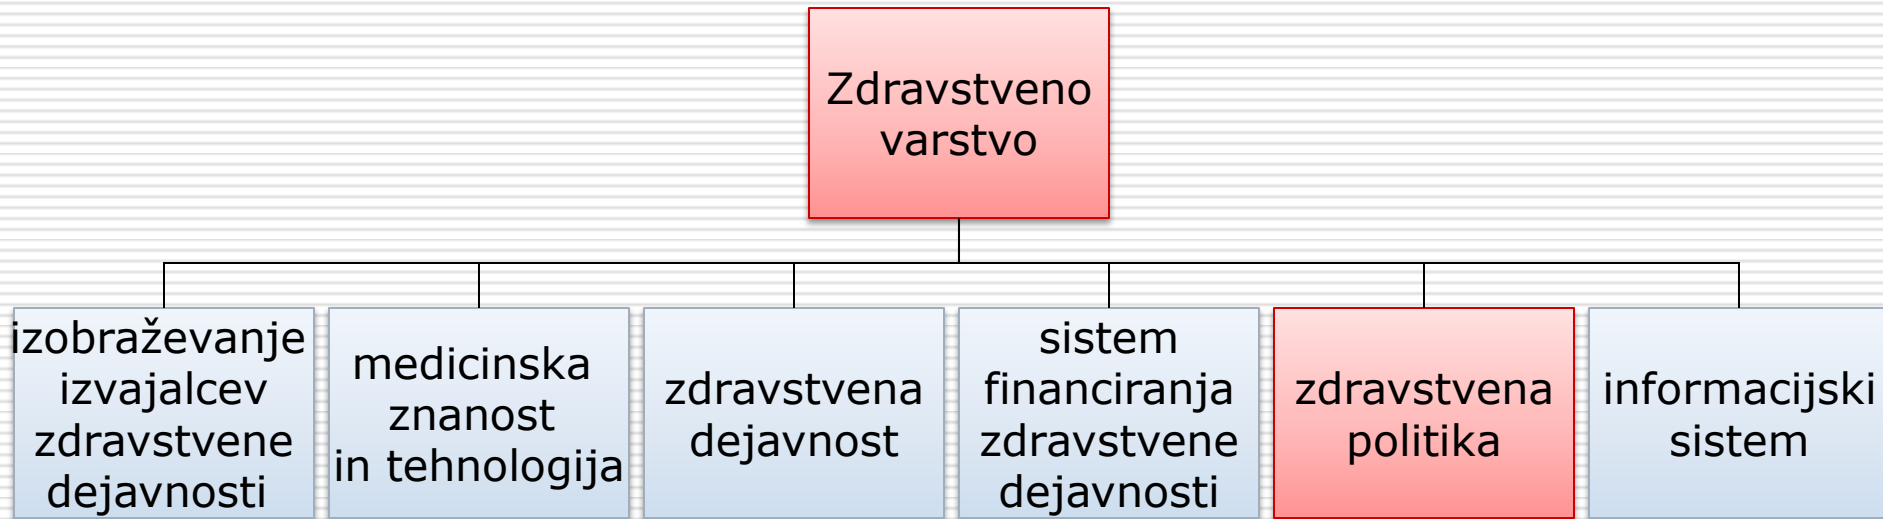 Zdravstveno
varstvo
izobraževanje
izvajalcev
zdravstvene
dejavnosti
medicinska
znanost
in tehnologija
zdravstvena
dejavnost
sistem
financiranja
zdravstvene
dejavnosti
zdravstvena
politika
informacijski
sistem